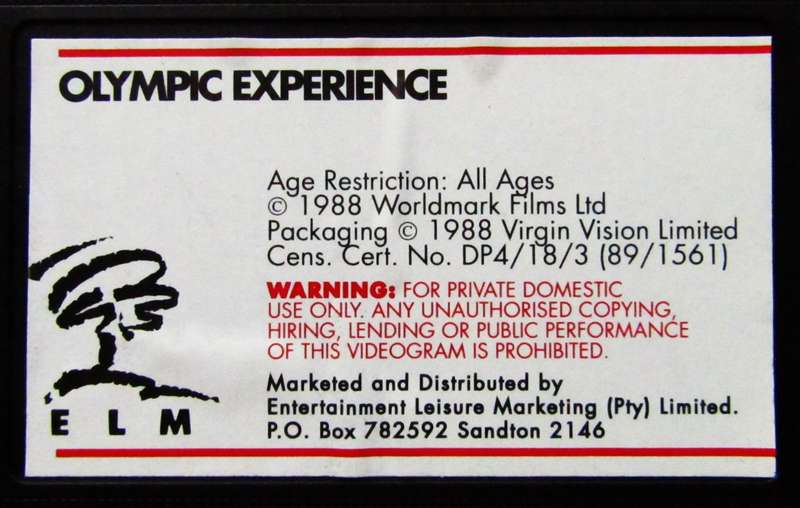 OLYMPIC EXPERIENCE
Age Restriction: All Ages
© 1988 Worldmark Films Ltd
Packaging © 1988 Virgin Vision Limited
Cens. Cert. No. DP4/18/3 (89/1561)
WARNING: FOR PRIVATE DOMESTIC
USE ONLY. ANY UNAUTHORISED COPYING,
HIRING, LENDING OR PUBLIC PERFORMANCE
OF THIS VIDEOGRAM IS PROHIBITED.
Marketed and Distributed by
Entertainment Leisure Marketing (Pty) Limited.
P.O. Box 782592 Sandton 2146
E L M